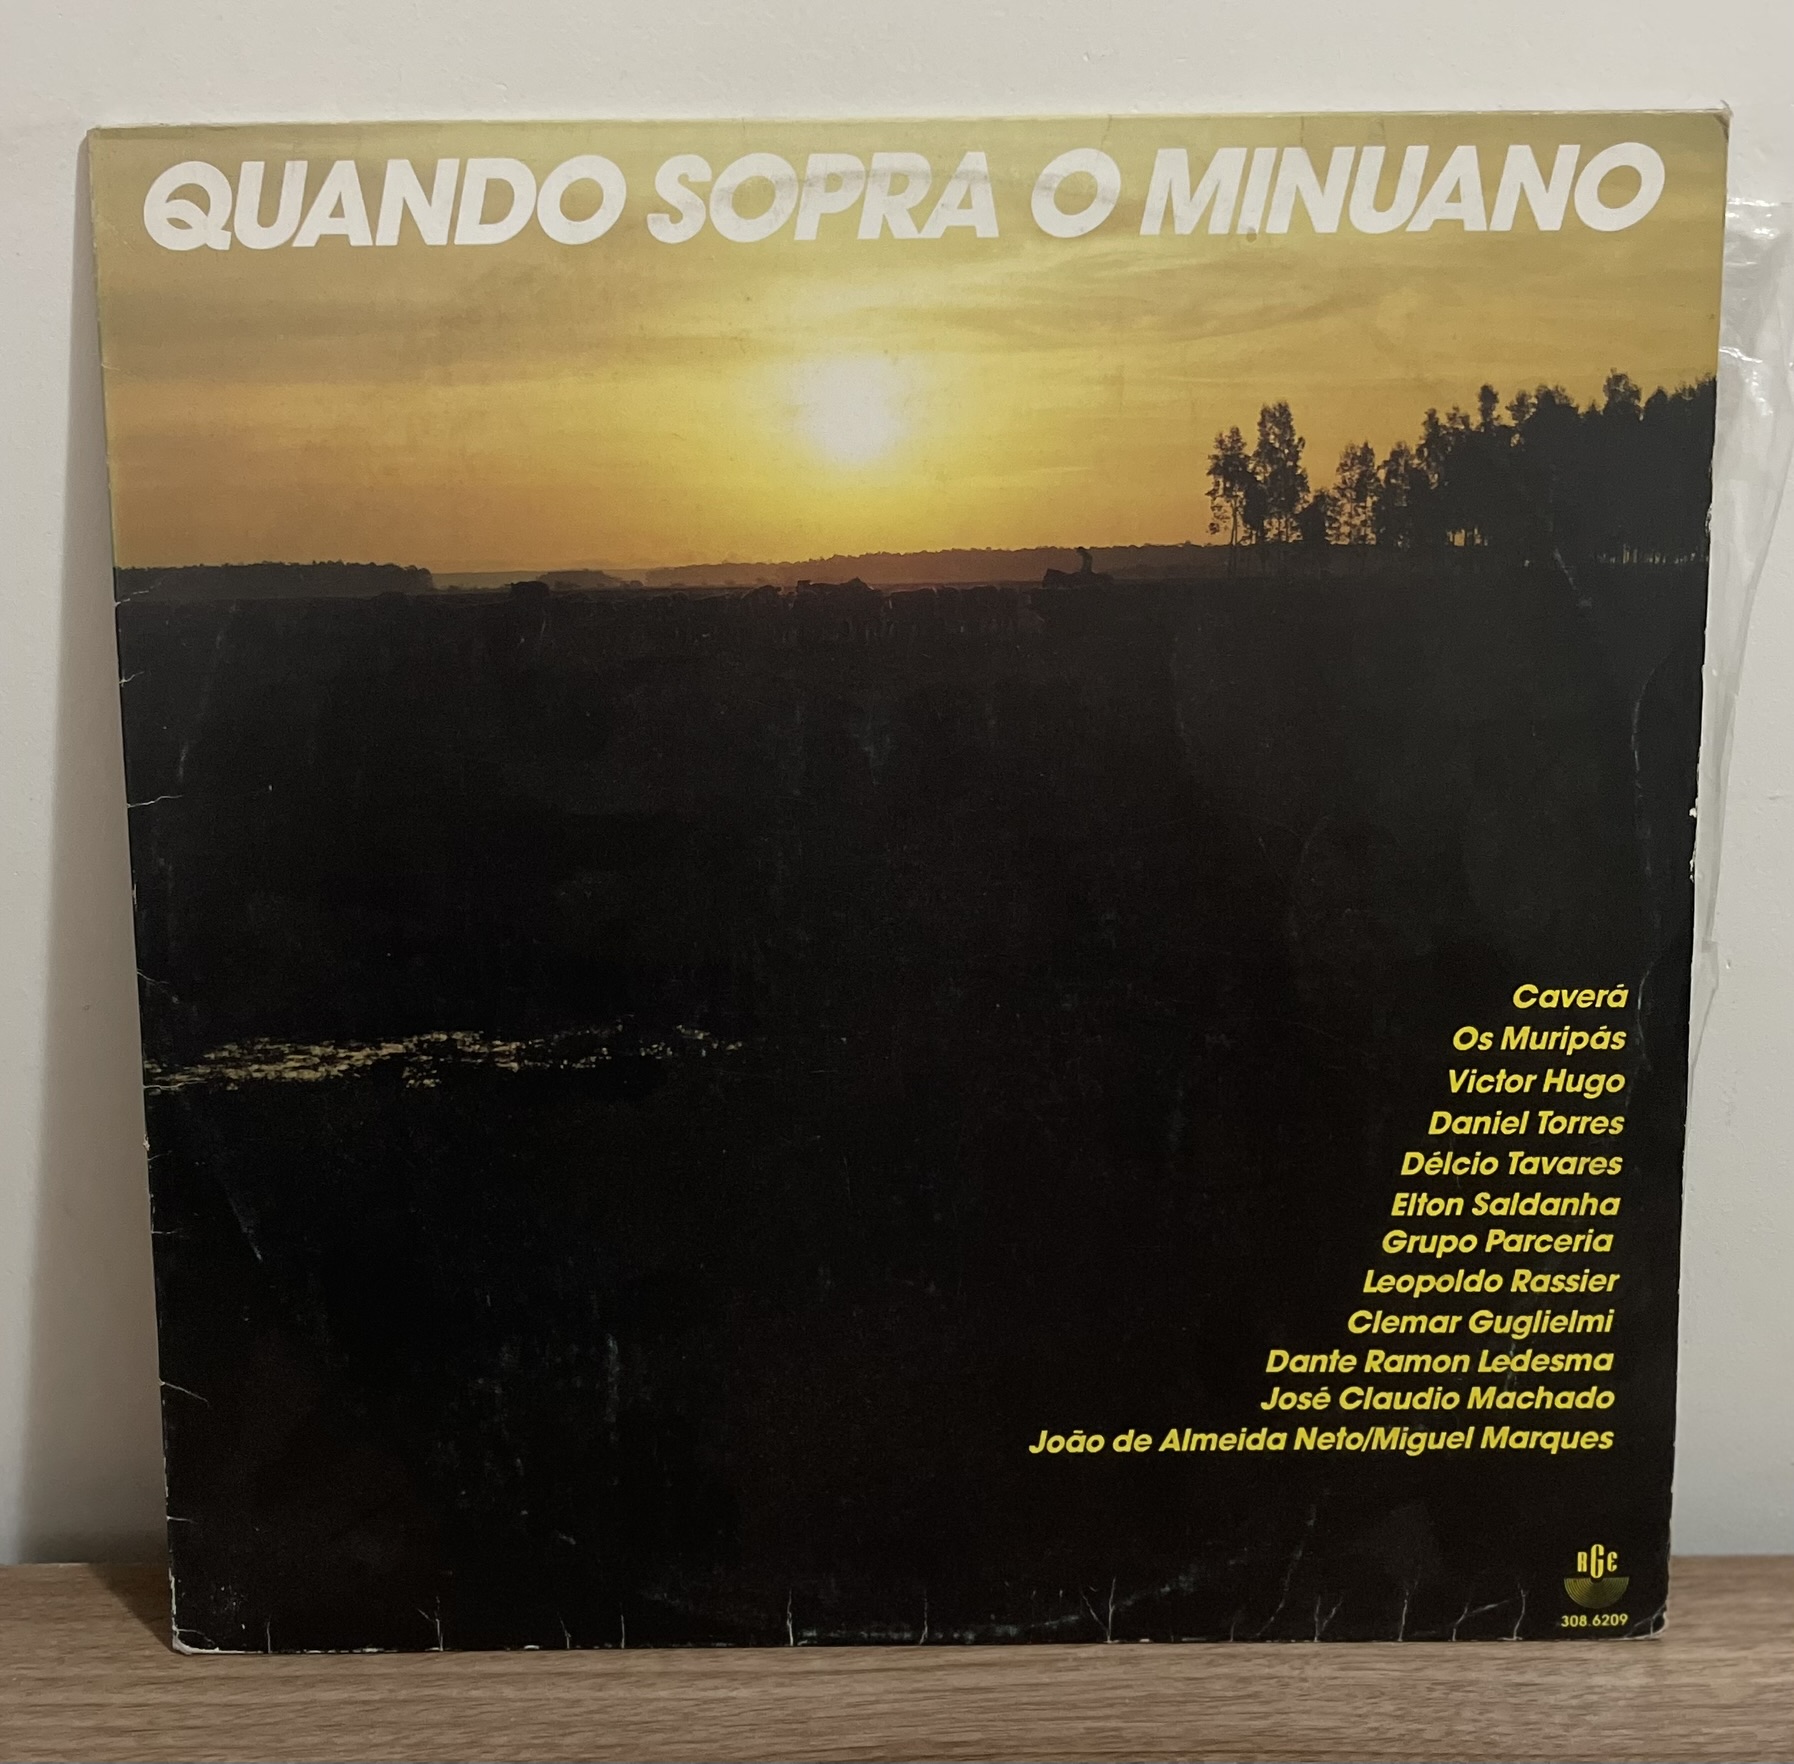 QUANDO SOPRA O MINUANO
Caverá
Os Muripás
Victor Hugo
Daniel Torres
Délcio Tavares
Elton Saldanha
Grupo Parceria
Leopoldo Rassier
Clemar Guglielmi
Dante Ramon Ledesma
José Claudio Machado
João de Almeida Neto/Miguel Marques
RGE
308.6209